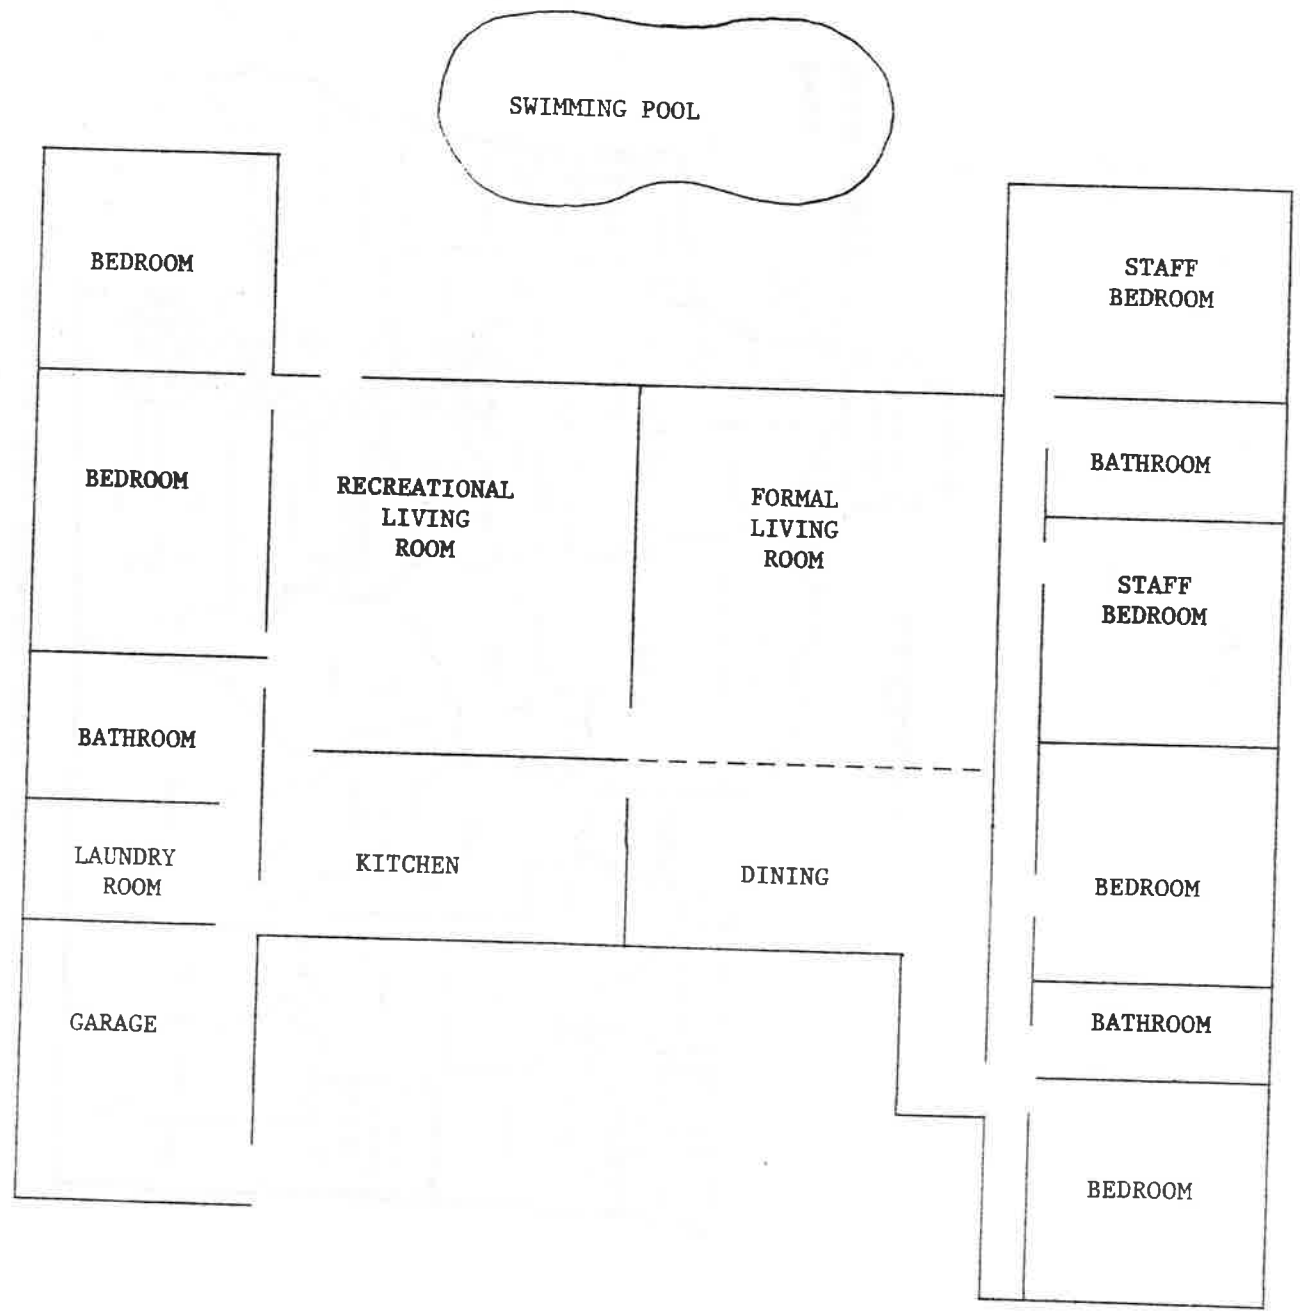 SWIMMING POOL
BEDROOM
STAFF
BEDROOM
BEDROOM
RECREATIONAL
LIVING
ROOM
FORMAL
LIVING
ROOM
BATHROOM
STAFF
BEDROOM
BATHROOM
LAUNDRY
ROOM
KITCHEN
DINING
BEDROOM
GARAGE
BATHROOM
BEDROOM